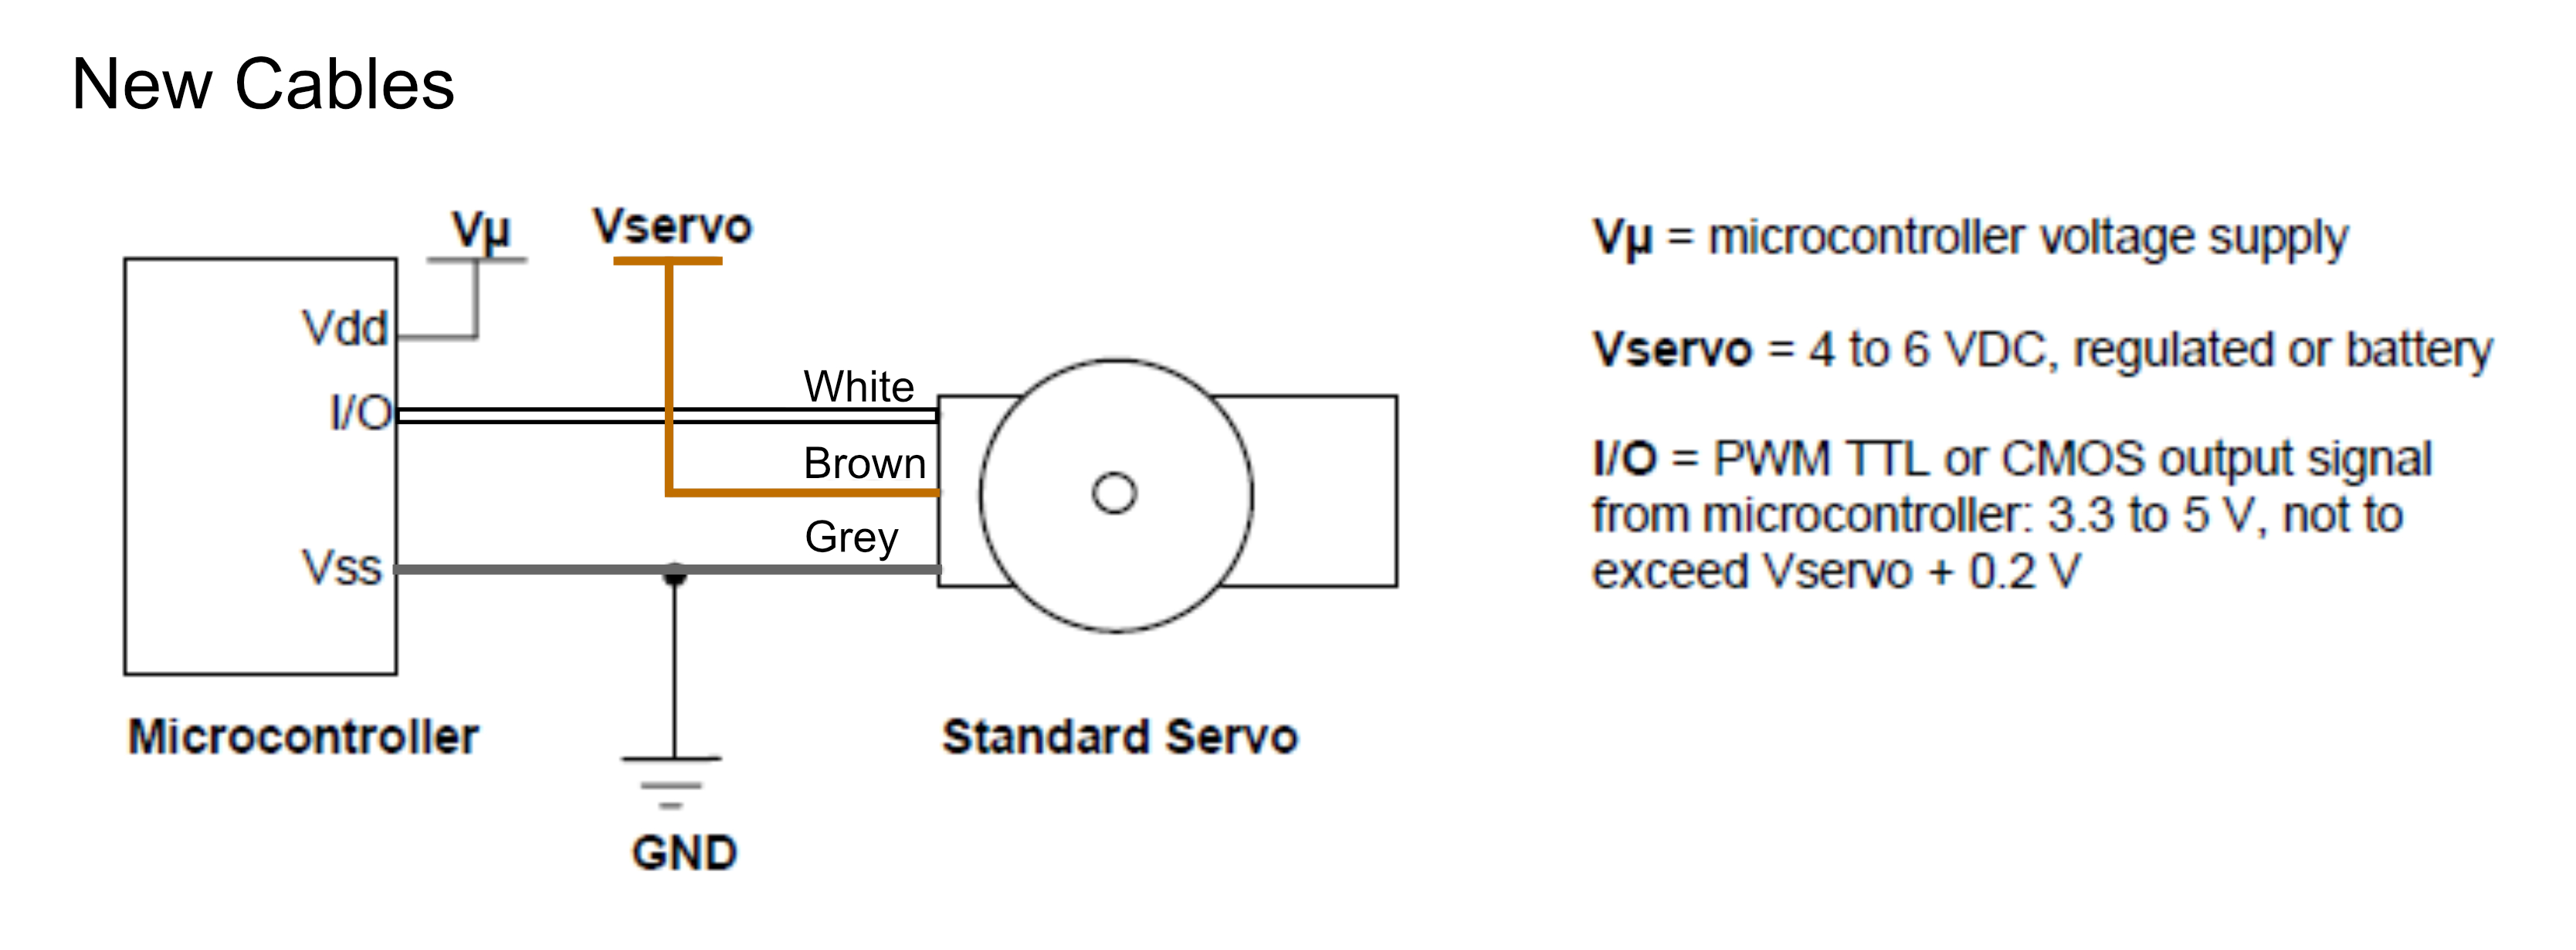 New Cables
Vμ
Vservo
Vdd
I/O
Vss
White
Brown
Grey
Microcontroller
Standard Servo
GND
Vμ = microcontroller voltage supply
Vservo = 4 to 6 VDC, regulated or battery
I/O = PWM TTL or CMOS output signal
from microcontroller: 3.3 to 5 V, not to
exceed Vservo + 0.2 V